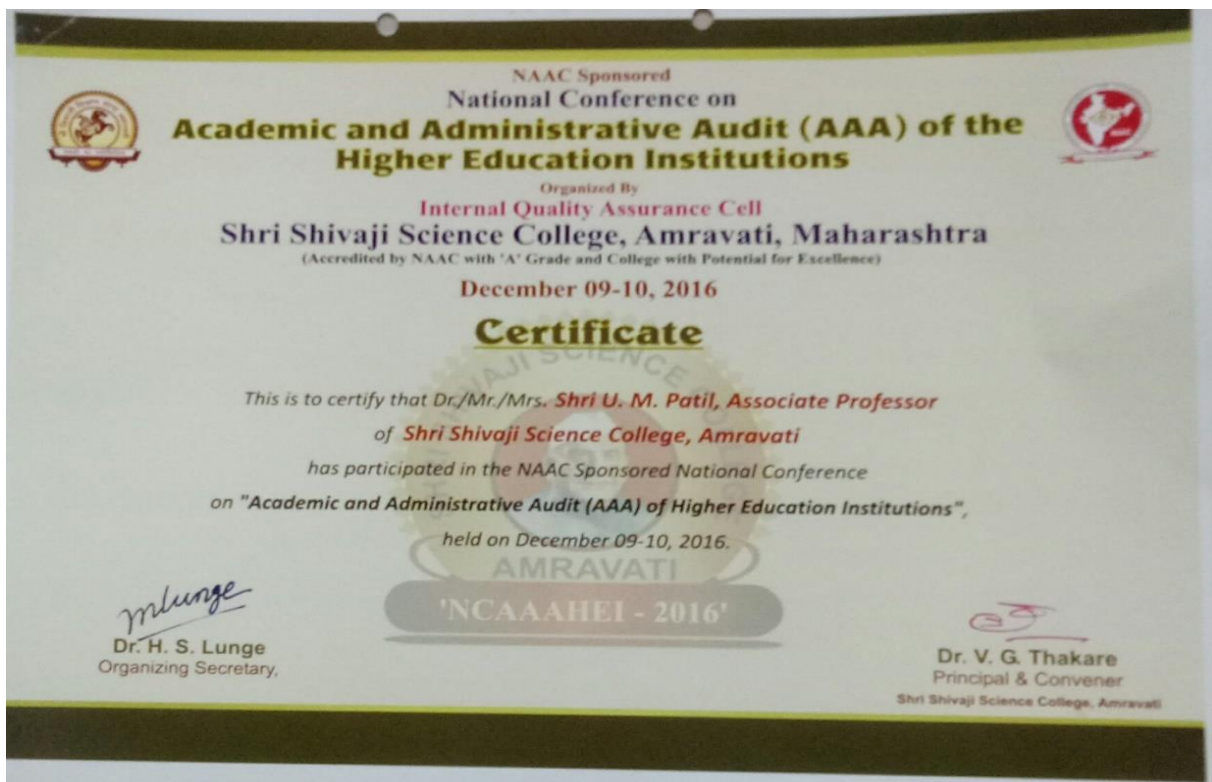 NAAC Sponsored
National Conference on
Academic and Administrative Audit (AAA) of the
Higher Education Institutions
Organized By
Internal Quality Assurance Cell
Shri Shivaji Science College, Amravati, Maharashtra
(Accredited by NAAC with 'A' Grade and College with Potential for Excellence)
December 09-10, 2016
Certificate
This is to certify that Dr./Mr./Mrs. Shri U. M. Patil, Associate Professor
of Shri Shivaji Science College, Amravati
has participated in the NAAC Sponsored National Conference
on "Academic and Administrative Audit (AAA) of Higher Education Institutions",
held on December 09-10, 2016.
AMRAVATI
'NCAAAHEI - 2016'
mlunge
Dr. H. S. Lunge
Organizing Secretary,
Dr. V. G. Thakare
Principal & Convener
Shri Shivaji Science College, Amravati